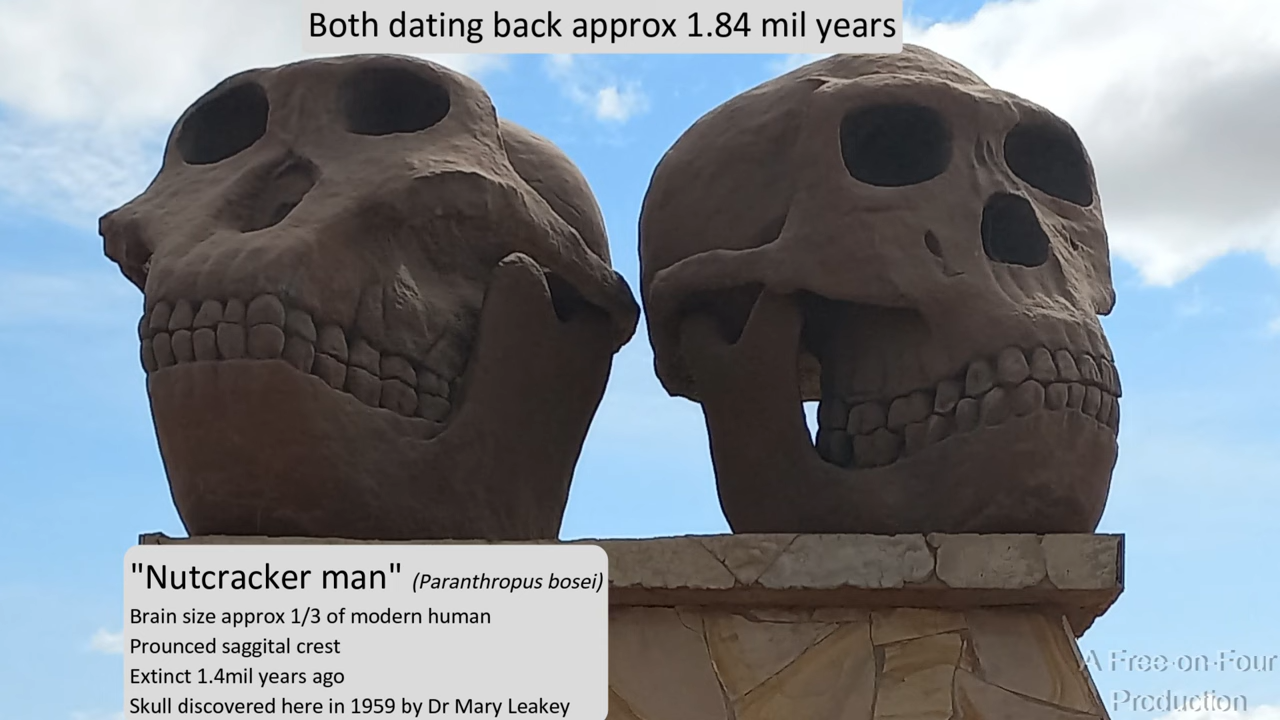 Both dating back approx 1.84 mil years
"Nutcracker man" (Paranthropus bosei)
Brain size approx 1/3 of modern human
Prounced saggital crest
Extinct 1.4mil years ago
Skull discovered here in 1959 by Dr Mary Leakey
A Free-on-Four
Production